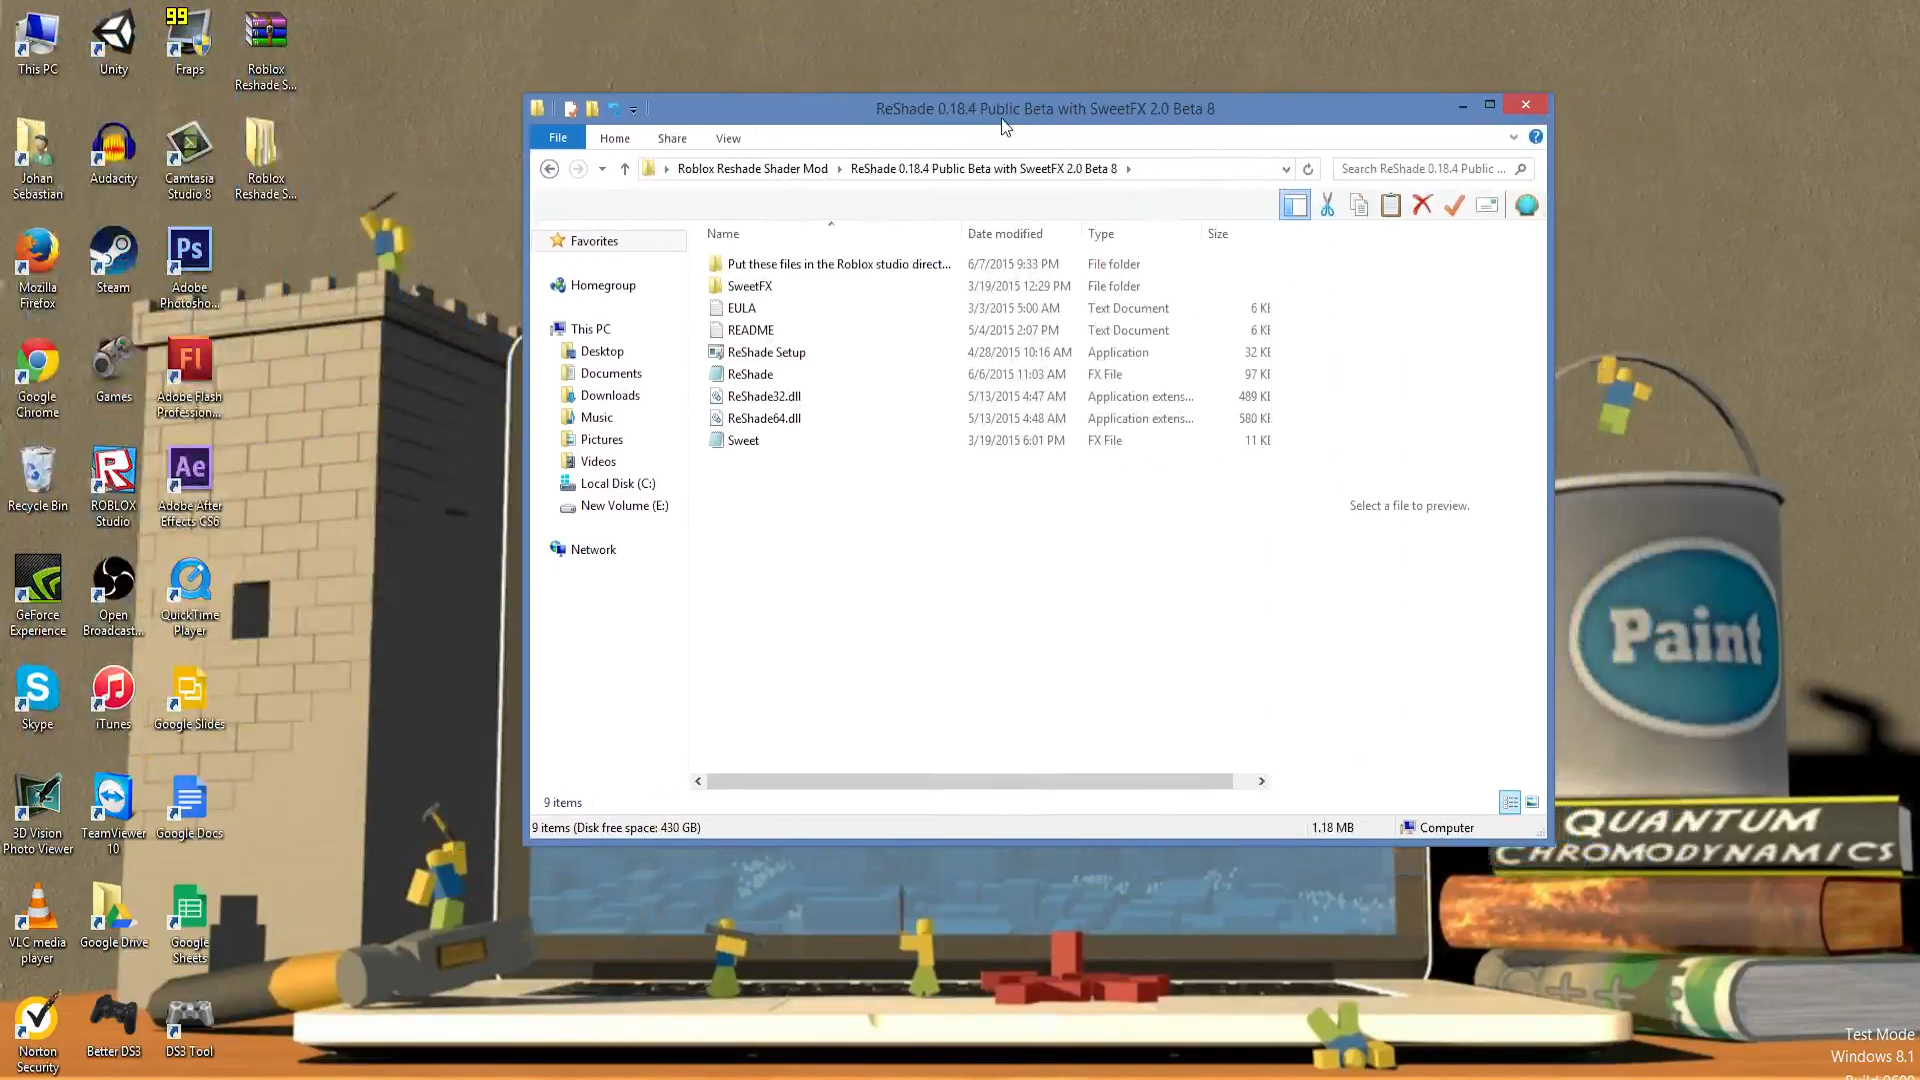 99
This PC
Unity
Fraps
Roblox
Reshade S...
Johan
Sebastian
Audacity
Camtasia
Studio 8
Roblox
Reshade S...
Mozilla
Firefox
Steam
Ps
Adobe
Photosho...
Google
Chrome
Games
Fl
Adobe Flash
Profession...
Recycle Bin
ROBLOX
Studio
Ae
Adobe After
Effects CS6
GeForce
Experience
Open
Broadcast...
QuickTime
Player
Skype
iTunes
Google Slides
3D Vision
Photo Viewer
TeamViewer
10
Google Docs
VLC media
player
Google Drive
Google
Sheets
Norton
Security
Better DS3
DS3 Tool
ReShade 0.18.4 Public Beta with SweetFX 2.0 Beta 8
File Home Share View
Roblox Reshade Shader Mod ReShade 0.18.4 Public Beta with SweetFX 2.0 Beta 8
Search ReShade 0.18.4 Public ...
Favorites
Homegroup
This PC
Desktop
Documents
Downloads
Music
Pictures
Videos
Local Disk (C:)
New Volume (E:)
Network
Name Date modified Type Size
Put these files in the Roblox studio direct... 6/7/2015 9:33 PM File folder
SweetFX 3/19/2015 12:29 PM File folder
EULA 3/3/2015 5:00 AM Text Document 6 KB
README 5/4/2015 2:07 PM Text Document 6 KB
ReShade Setup 4/28/2015 10:16 AM Application 32 KB
ReShade 6/6/2015 11:03 AM FX File 97 KB
ReShade32.dll 5/13/2015 4:47 AM Application extens... 489 KB
ReShade64.dll 5/13/2015 4:48 AM Application extens... 580 KB
Sweet 3/19/2015 6:01 PM FX File 11 KB
Select a file to preview.
9 items
9 items (Disk free space: 430 GB) 1.18 MB Computer
Paint
QUANTUM
CHROMODYNAMICS
Test Mode
Windows 8.1